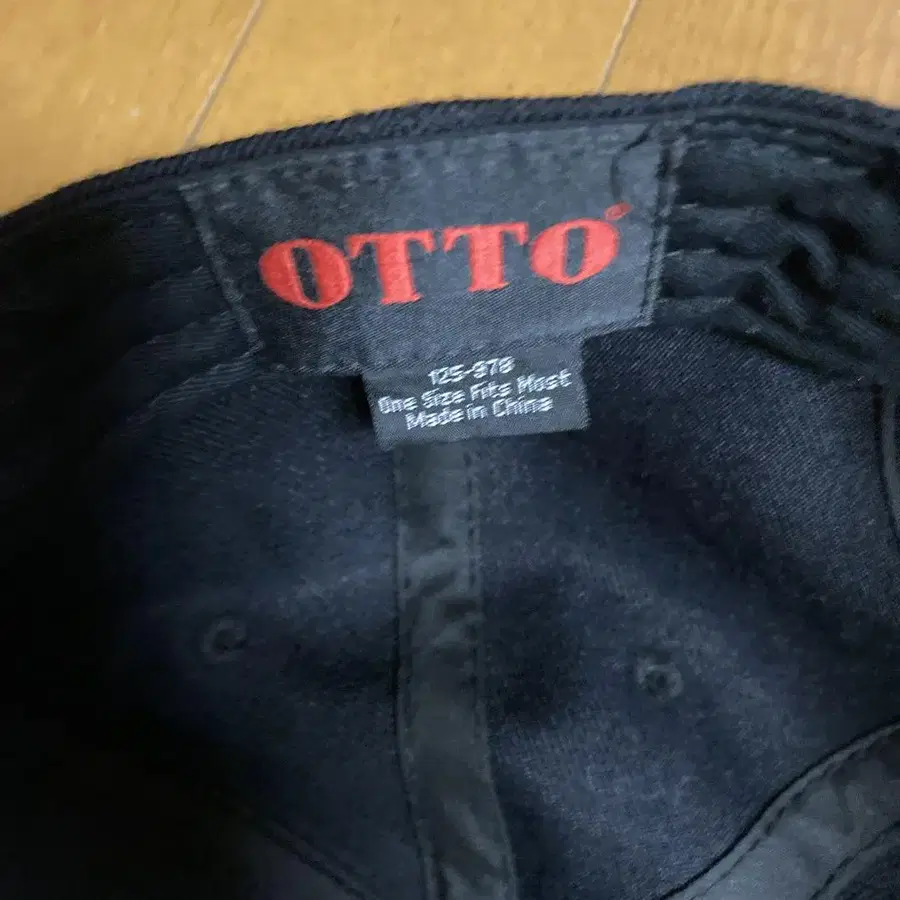 OTTO
125-978
One Size Fits Most
Made in China